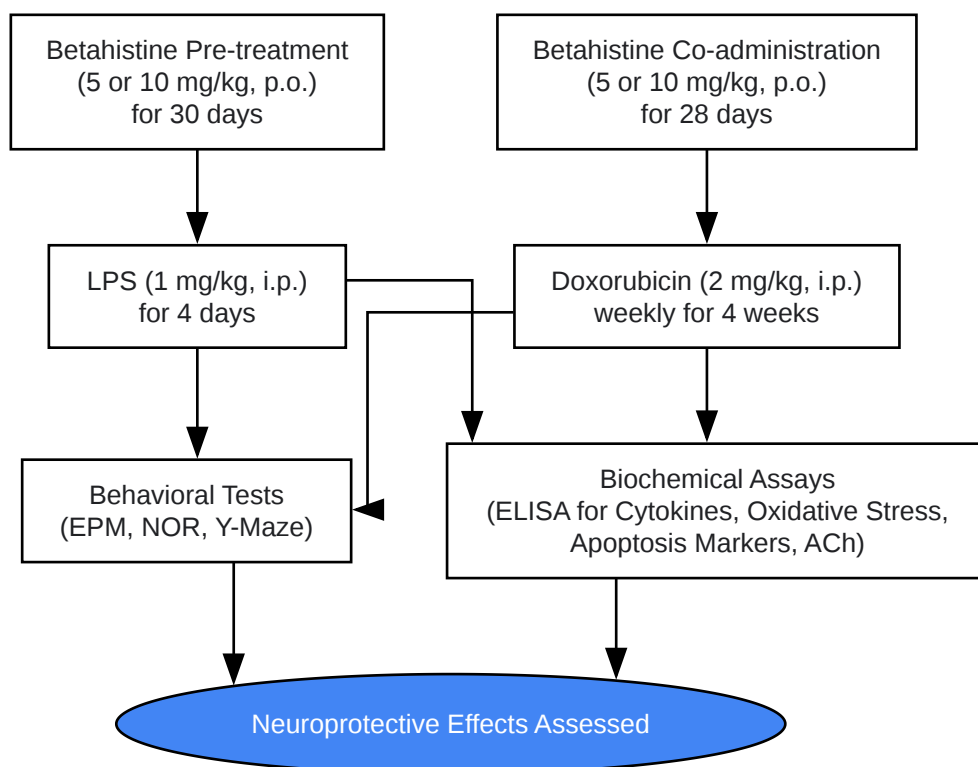 Betahistine Pre-treatment
(5 or 10 mg/kg, p.o.)
for 30 days
Betahistine Co-administration
(5 or 10 mg/kg, p.o.)
for 28 days
LPS (1 mg/kg, i.p.)
for 4 days
Doxorubicin (2 mg/kg, i.p.)
weekly for 4 weeks
Behavioral Tests
(EPM, NOR, Y-Maze)
Biochemical Assays
(ELISA for Cytokines, Oxidative Stress,
Apoptosis Markers, ACh)
Neuroprotective Effects Assessed